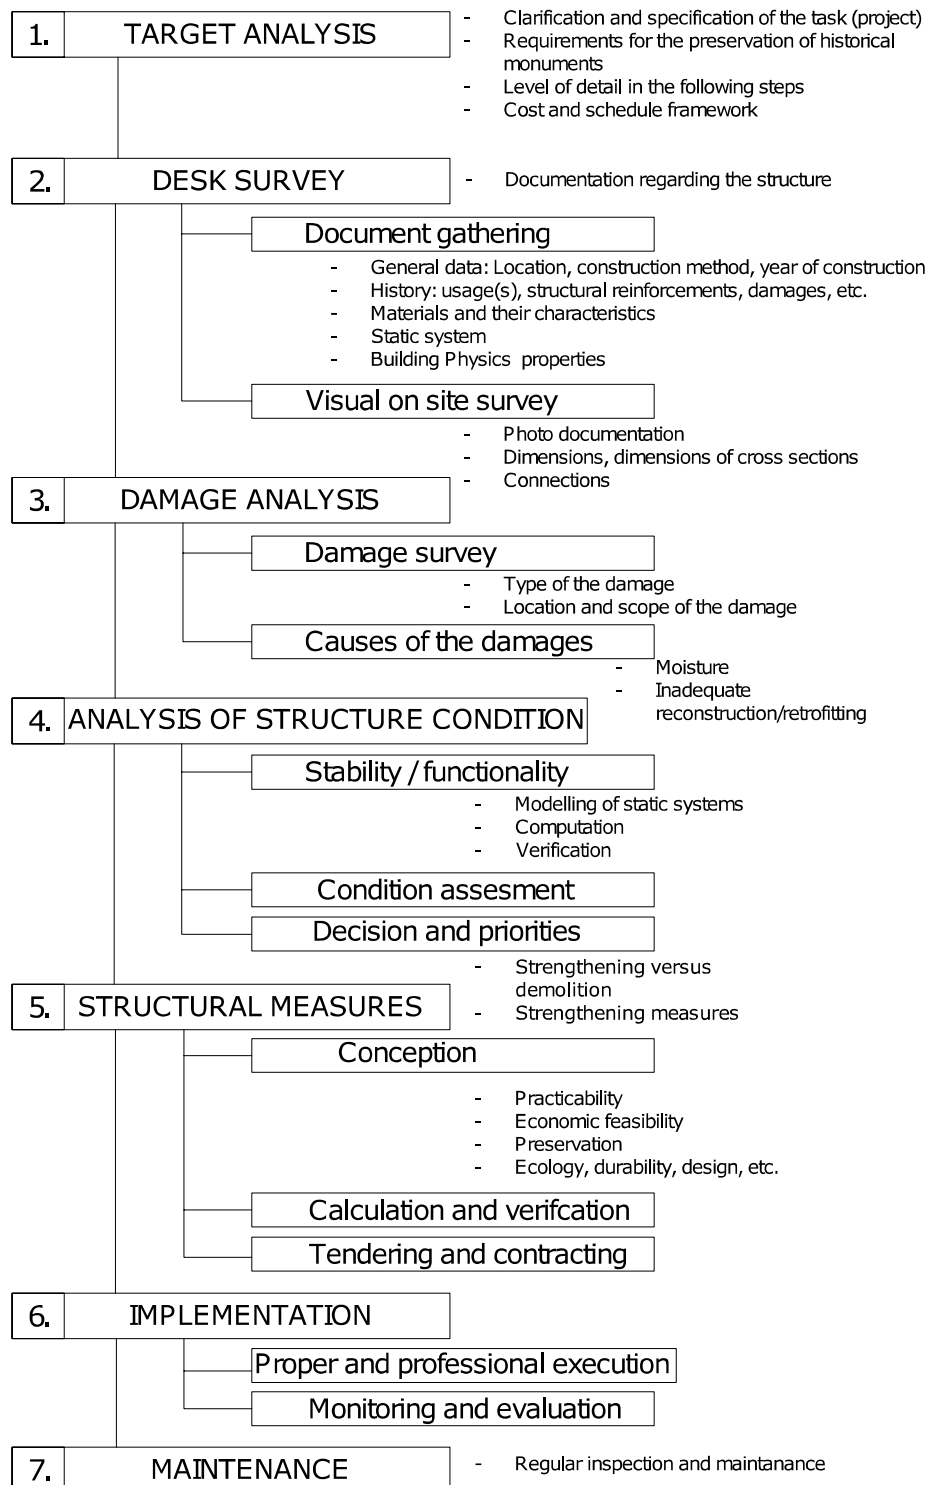 1. TARGET ANALYSIS
- Clarification and specification of the task (project)
- Requirements for the preservation of historical
monuments
- Level of detail in the following steps
- Cost and schedule framework
2. DESK SURVEY
- Documentation regarding the structure
Document gathering
- General data: Location, construction method, year of construction
- History: usage(s), structural reinforcements, damages, etc.
- Materials and their characteristics
- Static system
- Building Physics properties
Visual on site survey
- Photo documentation
- Dimensions, dimensions of cross sections
- Connections
3. DAMAGE ANALYSIS
Damage survey
- Type of the damage
- Location and scope of the damage
Causes of the damages
- Moisture
- Inadequate
reconstruction/retrofitting
4. ANALYSIS OF STRUCTURE CONDITION
Stability / functionality
- Modelling of static systems
- Computation
- Verification
Condition assesment
Decision and priorities
- Strengthening versus
demolition
- Strengthening measures
5. STRUCTURAL MEASURES
Conception
- Practicability
- Economic feasibility
- Preservation
- Ecology, durability, design, etc.
Calculation and verifcation
Tendering and contracting
6. IMPLEMENTATION
Proper and professional execution
Monitoring and evaluation
7. MAINTENANCE
- Regular inspection and maintanance